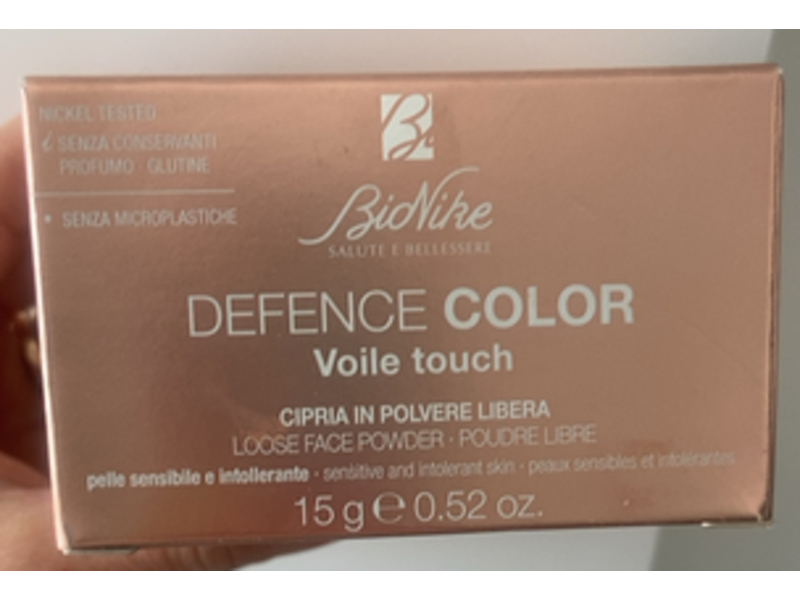 NICKEL TESTED
i SENZA CONSERVANTI
PROFUMO · GLUTINE
• SENZA MICROPLASTICHE
B.
BioNike
SALUTE E BELLESSERE
DEFENCE COLOR
Voile touch
CIPRIA IN POLVERE LIBERA
LOOSE FACE POWDER · POUDRE LIBRE
pelle sensibile e intollerante · sensitive and intolerant skin · peaux sensibles et intolérantes
15 g ℮ 0.52 oz.